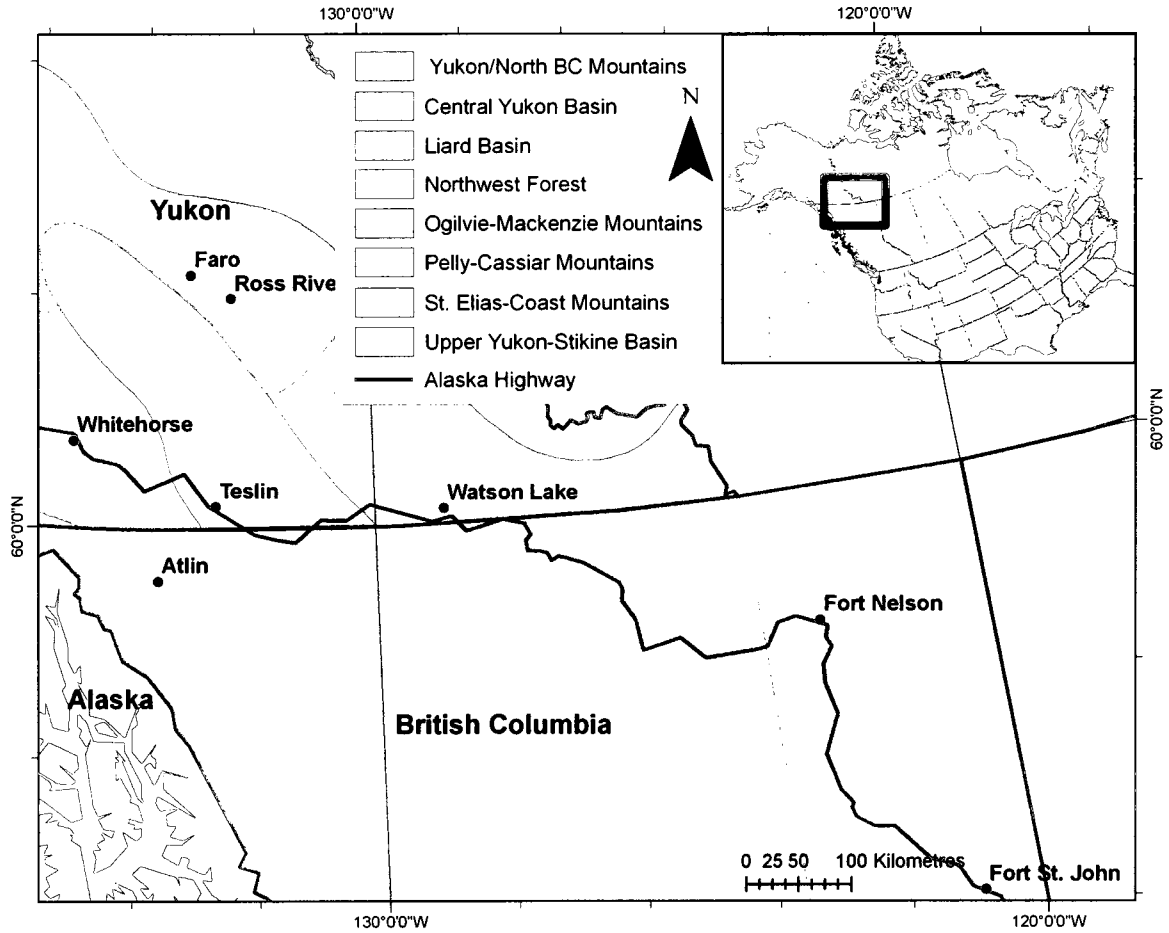 130°0'0"W
120°0'0"W
Yukon/North BC Mountains
Central Yukon Basin
Liard Basin
Northwest Forest
Ogilvie-Mackenzie Mountains
Pelly-Cassiar Mountains
St. Elias-Coast Mountains
Upper Yukon-Stikine Basin
Alaska Highway
N
Yukon
Faro
Ross Rive
Whitehorse
Teslin
Watson Lake
60°0'0"N
60°0'0"N
Atlin
Fort Nelson
Alaska
British Columbia
0 25 50 100 Kilometres
Fort St. John
130°0'0"W
120°0'0"W